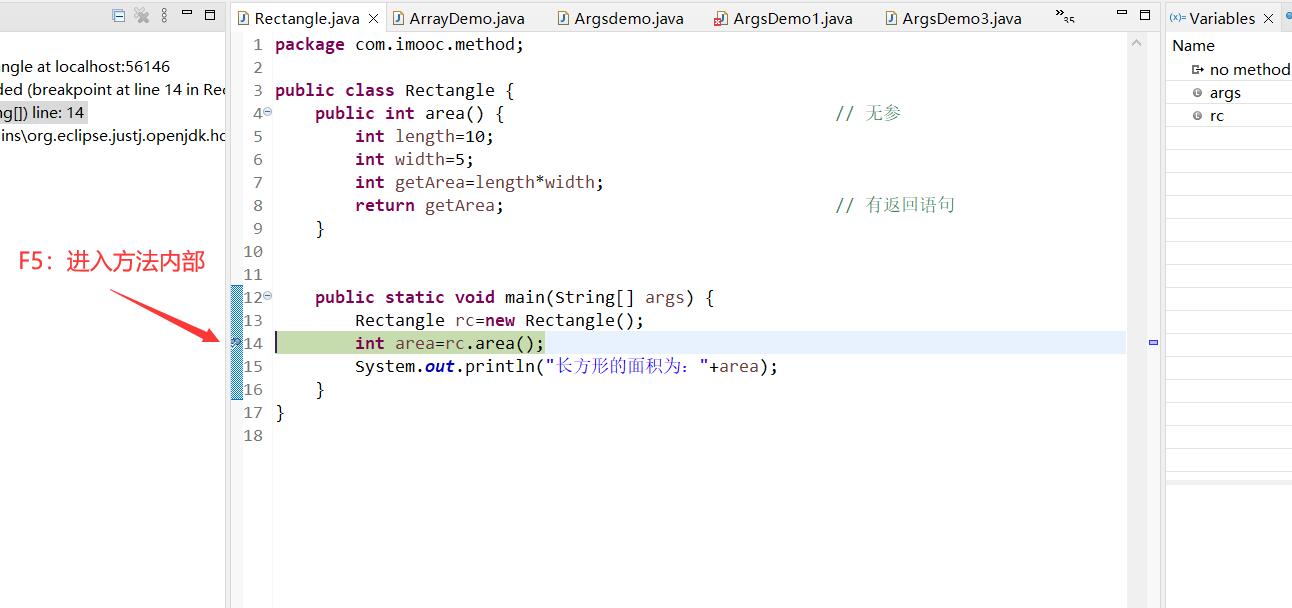 Rectangle.java
ArrayDemo.java
Argsdemo.java
ArgsDemo1.java
ArgsDemo3.java
»35
(x)= Variables
Name
no method
args
rc
ngle at localhost:56146
ded (breakpoint at line 14 in Rec
ng[]) line: 14
ins\org.eclipse.justj.openjdk.ho
F5：进入方法内部
1 package com.imooc.method;
2
3 public class Rectangle {
4 public int area() { // 无参
5 int length=10;
6 int width=5;
7 int getArea=length*width;
8 return getArea; // 有返回语句
9 }
10
11
12 public static void main(String[] args) {
13 Rectangle rc=new Rectangle();
14 int area=rc.area();
15 System.out.println("长方形的面积为："+area);
16 }
17 }
18